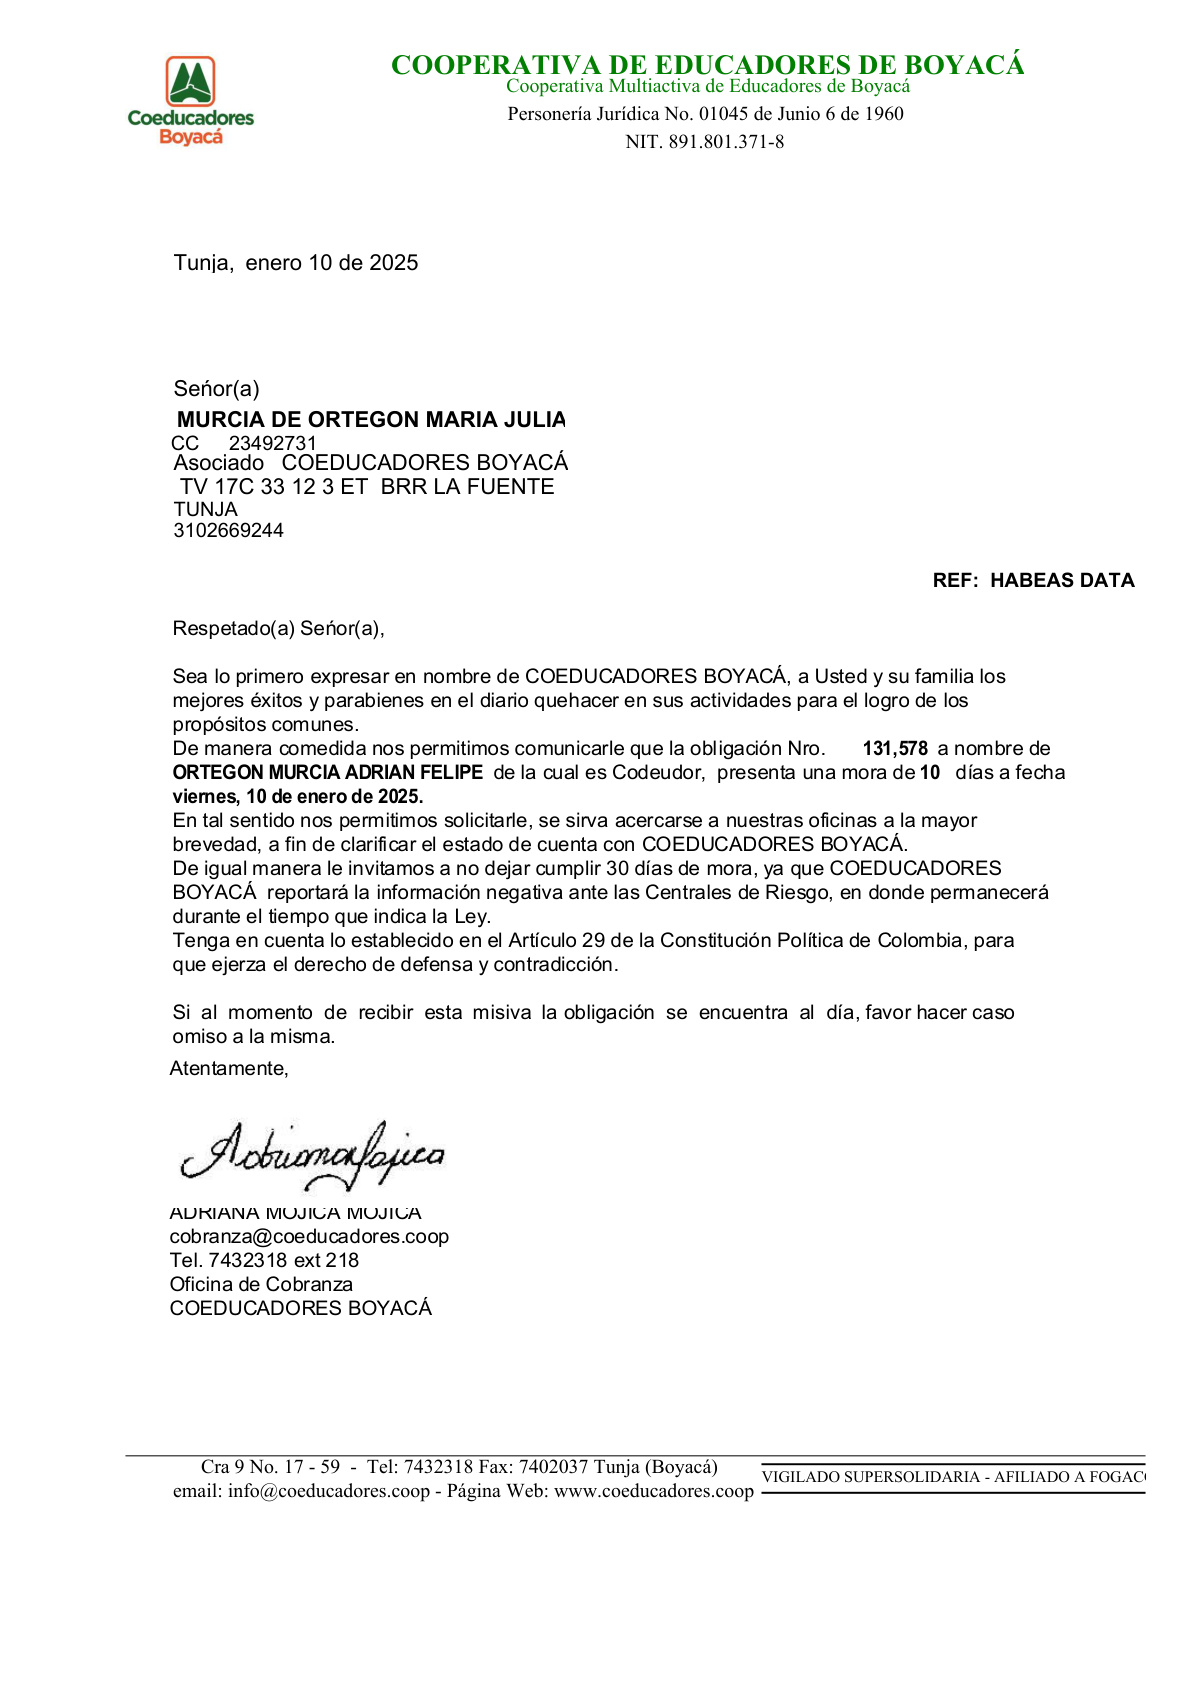 Coeducadores
Boyacá
COOPERATIVA DE EDUCADORES DE BOYACÁ
Cooperativa Multiactiva de Educadores de Boyacá
Personería Jurídica No. 01045 de Junio 6 de 1960
NIT. 891.801.371-8
Tunja, enero 10 de 2025
Seńor(a)
MURCIA DE ORTEGON MARIA JULIA
CC 23492731
Asociado COEDUCADORES BOYACÁ
TV 17C 33 12 3 ET BRR LA FUENTE
TUNJA
3102669244
REF: HABEAS DATA
Respetado(a) Seńor(a),
Sea lo primero expresar en nombre de COEDUCADORES BOYACÁ, a Usted y su familia los
mejores éxitos y parabienes en el diario quehacer en sus actividades para el logro de los
propósitos comunes.
De manera comedida nos permitimos comunicarle que la obligación Nro. 131,578 a nombre de
ORTEGON MURCIA ADRIAN FELIPE de la cual es Codeudor, presenta una mora de 10 días a fecha
viernes, 10 de enero de 2025.
En tal sentido nos permitimos solicitarle, se sirva acercarse a nuestras oficinas a la mayor
brevedad, a fin de clarificar el estado de cuenta con COEDUCADORES BOYACÁ.
De igual manera le invitamos a no dejar cumplir 30 días de mora, ya que COEDUCADORES
BOYACÁ reportará la información negativa ante las Centrales de Riesgo, en donde permanecerá
durante el tiempo que indica la Ley.
Tenga en cuenta lo establecido en el Artículo 29 de la Constitución Política de Colombia, para
que ejerza el derecho de defensa y contradicción.
Si al momento de recibir esta misiva la obligación se encuentra al día, favor hacer caso
omiso a la misma.
Atentamente,
ADRIANA MOJICA MOJICA
cobranza@coeducadores.coop
Tel. 7432318 ext 218
Oficina de Cobranza
COEDUCADORES BOYACÁ
Cra 9 No. 17 - 59 - Tel: 7432318 Fax: 7402037 Tunja (Boyacá)
email: info@coeducadores.coop - Página Web: www.coeducadores.coop
VIGILADO SUPERSOLIDARIA - AFILIADO A FOGAC